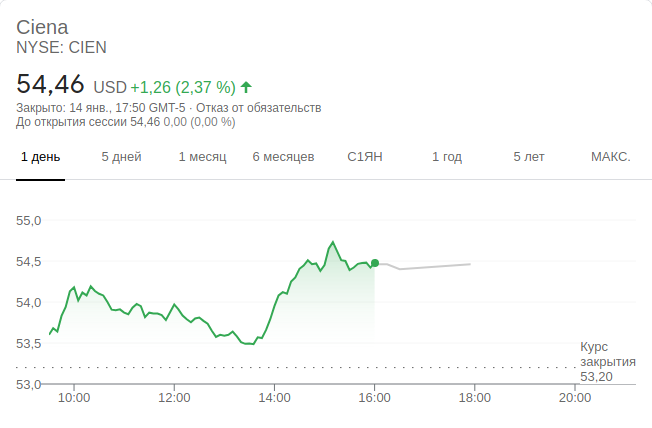 Ciena
NYSE: CIEN
54,46 USD +1,26 (2,37 %)
Закрыто: 14 янв., 17:50 GMT-5 · Отказ от обязательств
До открытия сессии 54,46 0,00 (0,00 %)
1 день 5 дней 1 месяц 6 месяцев С1ЯН 1 год 5 лет МАКС.
55,0
54,5
54,0
53,5
Курс
закрытия
53,20
53,0
10:00 12:00 14:00 16:00 18:00 20:00